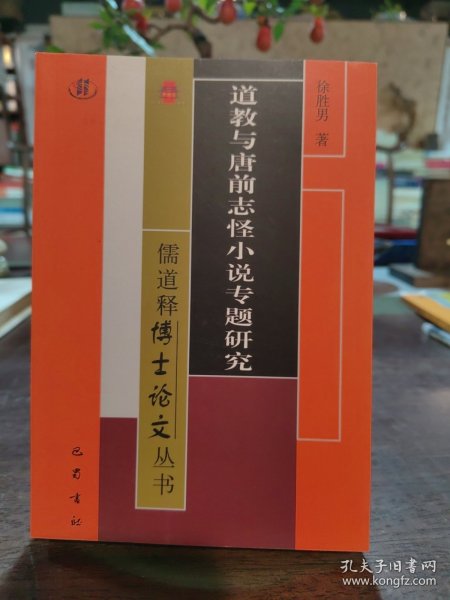 徐胜男 著
道教与唐前志怪小说专题研究
儒道释博士论文丛书
巴蜀书社
孔夫子旧书网
www.kongfz.com